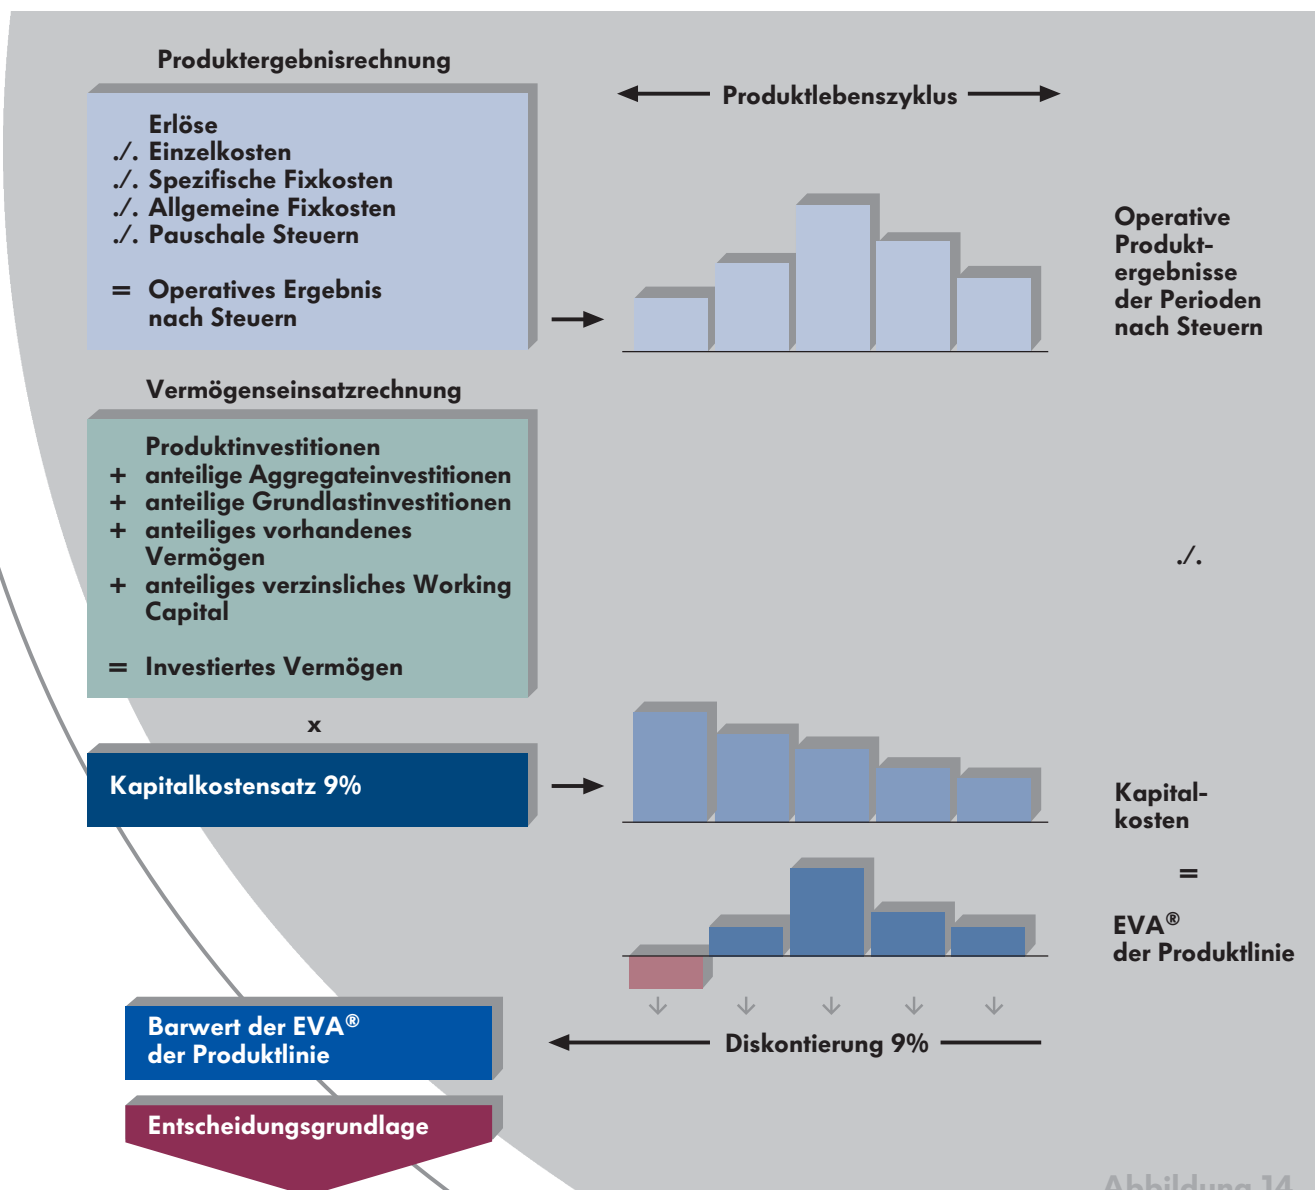 Produktergebnisrechnung
Erlöse
./. Einzelkosten
./. Spezifische Fixkosten
./. Allgemeine Fixkosten
./. Pauschale Steuern
= Operatives Ergebnis
nach Steuern
Produktlebenszyklus
Operative
Produkt-
ergebnisse
der Perioden
nach Steuern
Vermögenseinsatzrechnung
Produktinvestitionen
+ anteilige Aggregateinvestitionen
+ anteilige Grundlastinvestitionen
+ anteiliges vorhandenes
Vermögen
+ anteiliges verzinsliches Working
Capital
= Investiertes Vermögen
./.
x
Kapitalkostensatz 9%
Kapital-
kosten
=
EVA®
der Produktlinie
Diskontierung 9%
Barwert der EVA®
der Produktlinie
Entscheidungsgrundlage
Abbildung 14